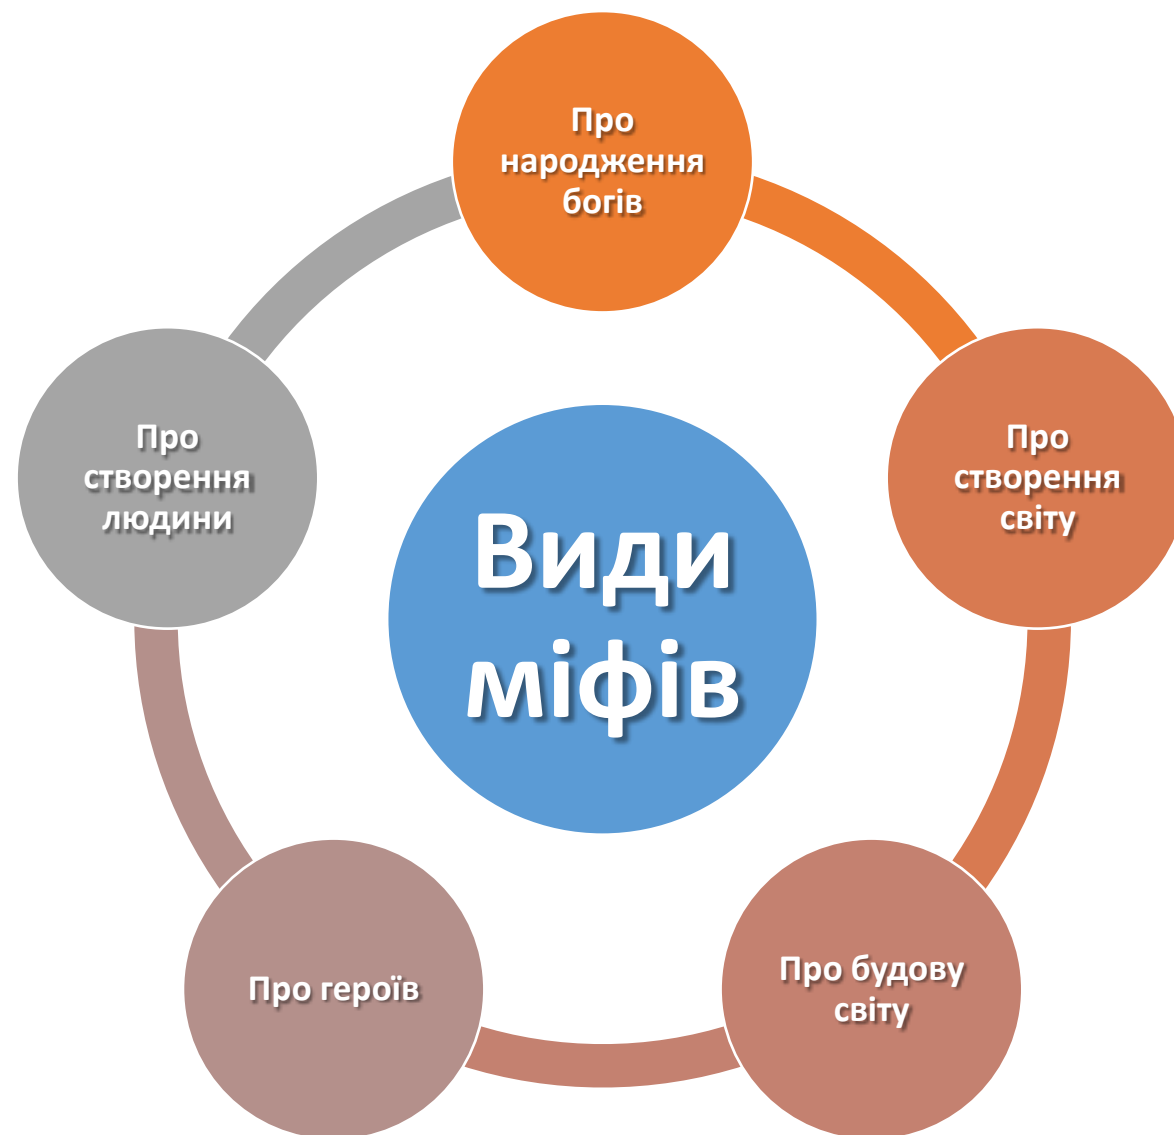 Про
народження
богів
Про
створення
світу
Про будову
світу
Про героїв
Про
створення
людини
Види
міфів